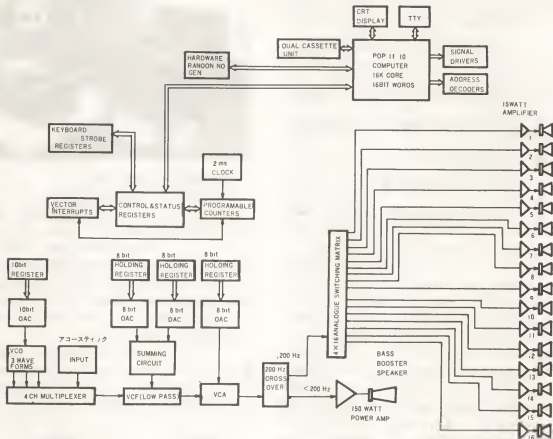 CRT
DISPLAY
TTY
DUAL CASSETTE
UNIT
POP 11 10
COMPUTER
16K CORE
16BIT WORDS
SIGNAL
DRIVERS
HARDWARE
RANDON NO
GEN
ADDRESS
DECODERS
15WATT
AMPLIFIER
KEYBOARD
STROBE
REGISTERS
2 ms
CLOCK
VECTOR
INTERRUPTS
CONTROL & STATUS
REGISTERS
PROGRAMABLE
COUNTERS
10bit
REGISTER
8 bit
HOLDING
REGISTER
8 bit
HOLDING
REGISTER
8 bit
HOLDING
REGISTER
10bit
DAC
8 bit
DAC
8 bit
DAC
8 bit
DAC
アコースティック
VCO
3 WAVE
FORMS
INPUT
SUMMING
CIRCUIT
4 CH MULTIPLEXER
VCF(LOW PASS)
VCA
200 Hz
CROSS
OVER
,200 Hz
<200 Hz
4×16 ANALOGUE SWITCHING MATRIX
BASS
BOOSTER
SPEAKER
150 WATT
POWER AMP
1
2
3
4
5
6
7
8
9
10
11
12
13
14
15
16